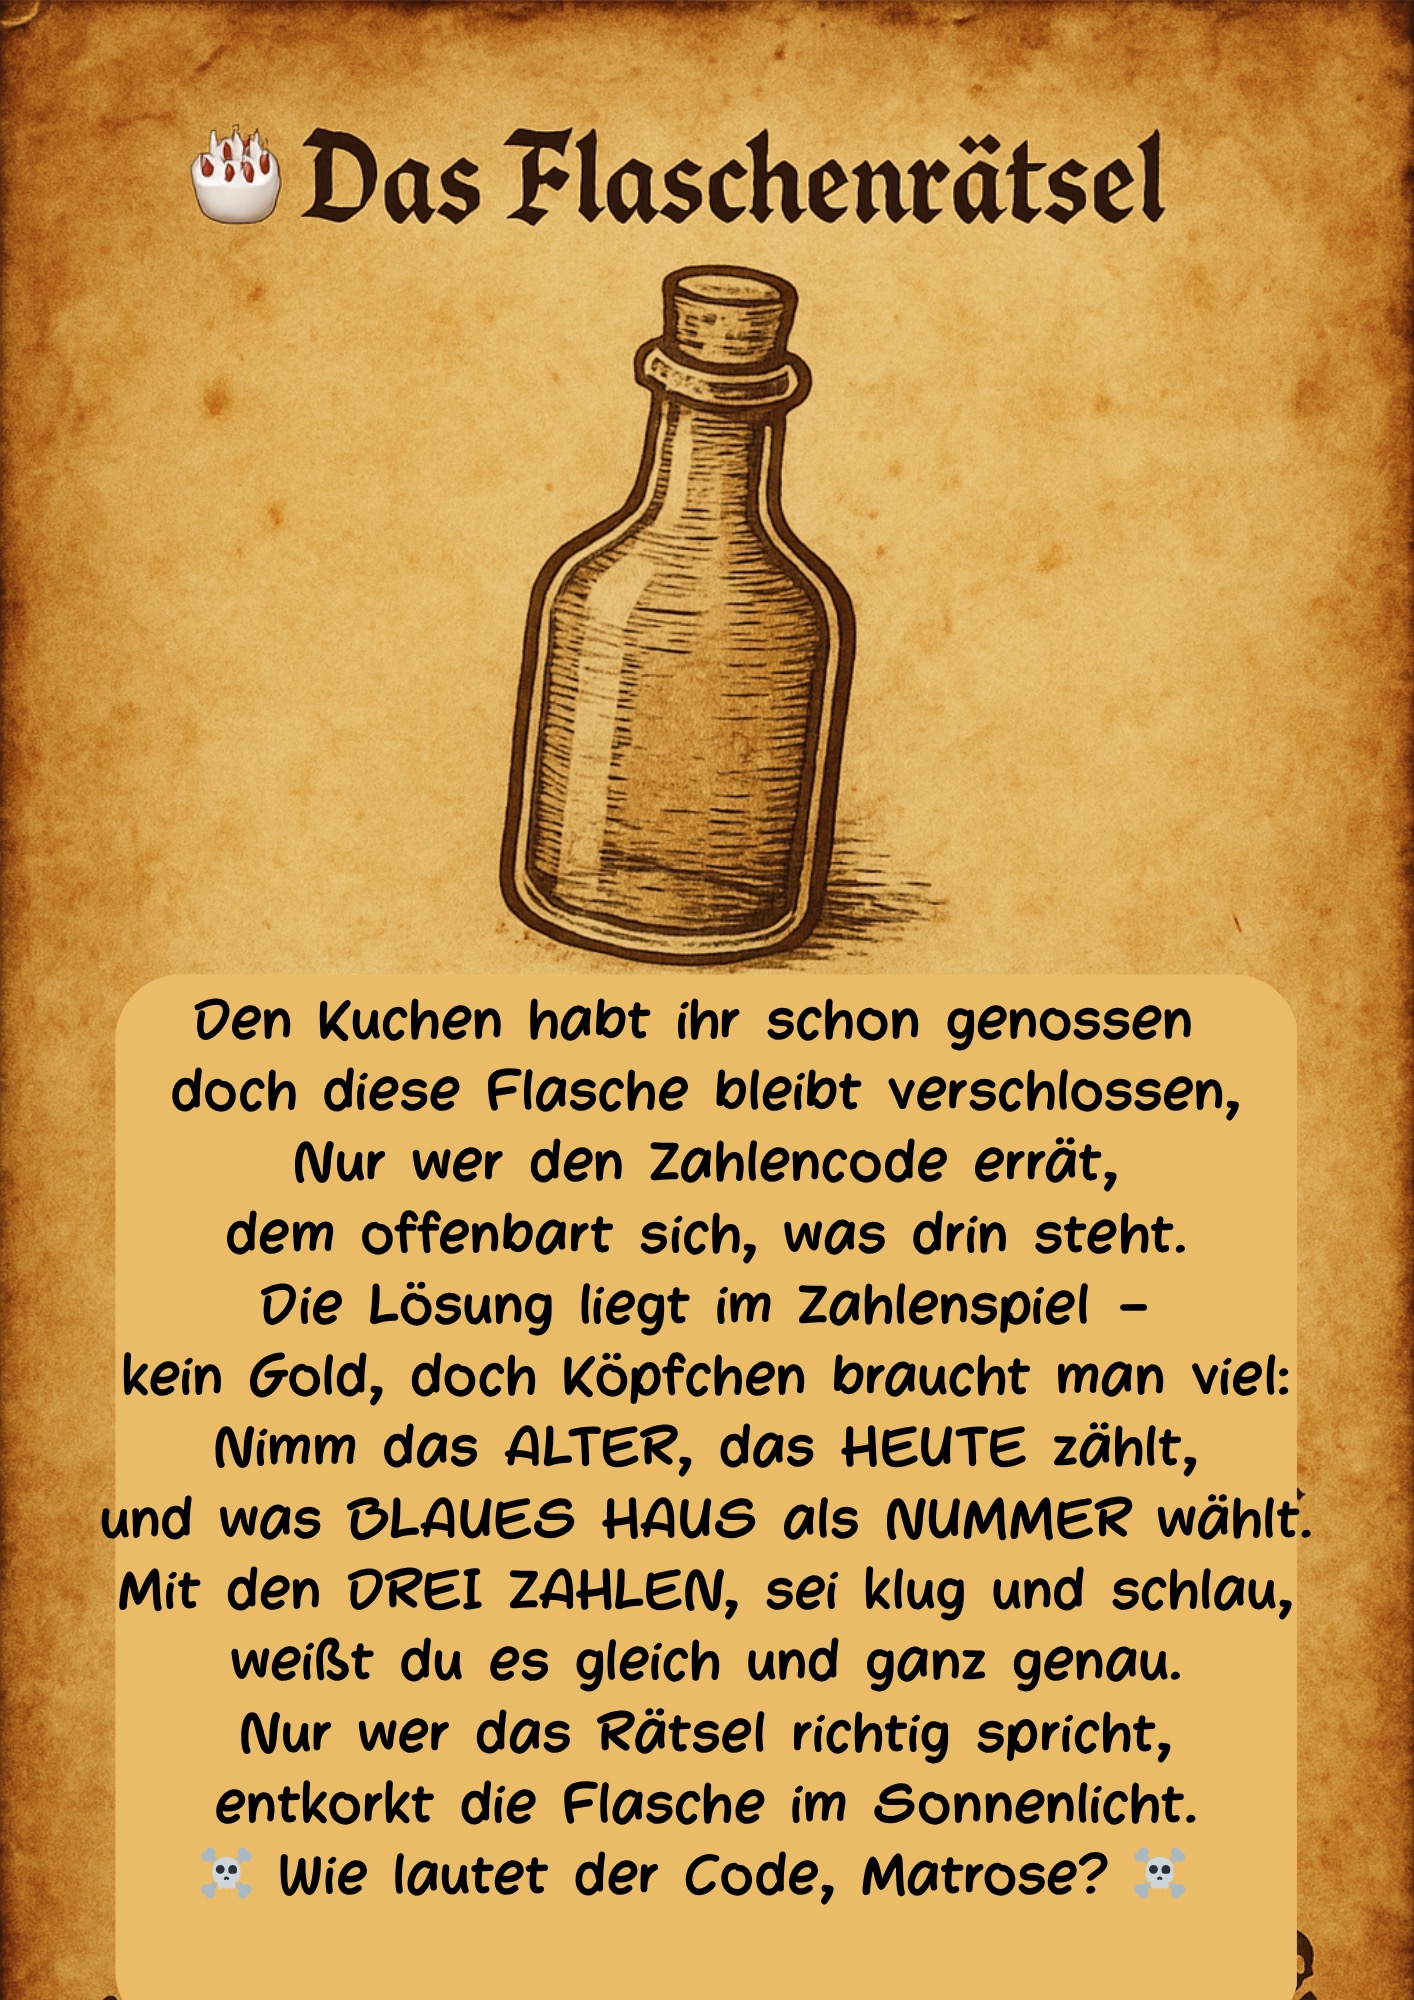 🎂 Das Flaschenrätsel
Den Kuchen habt ihr schon genossen
doch diese Flasche bleibt verschlossen,
Nur wer den Zahlencode errät,
dem offenbart sich, was drin steht.
Die Lösung liegt im Zahlenspiel –
kein Gold, doch Köpfchen braucht man viel:
Nimm das ALTER, das HEUTE zählt,
und was BLAUES HAUS als NUMMER wählt.
Mit den DREI ZAHLEN, sei klug und schlau,
weißt du es gleich und ganz genau.
Nur wer das Rätsel richtig spricht,
entkorkt die Flasche im Sonnenlicht.
☠️ Wie lautet der Code, Matrose? ☠️